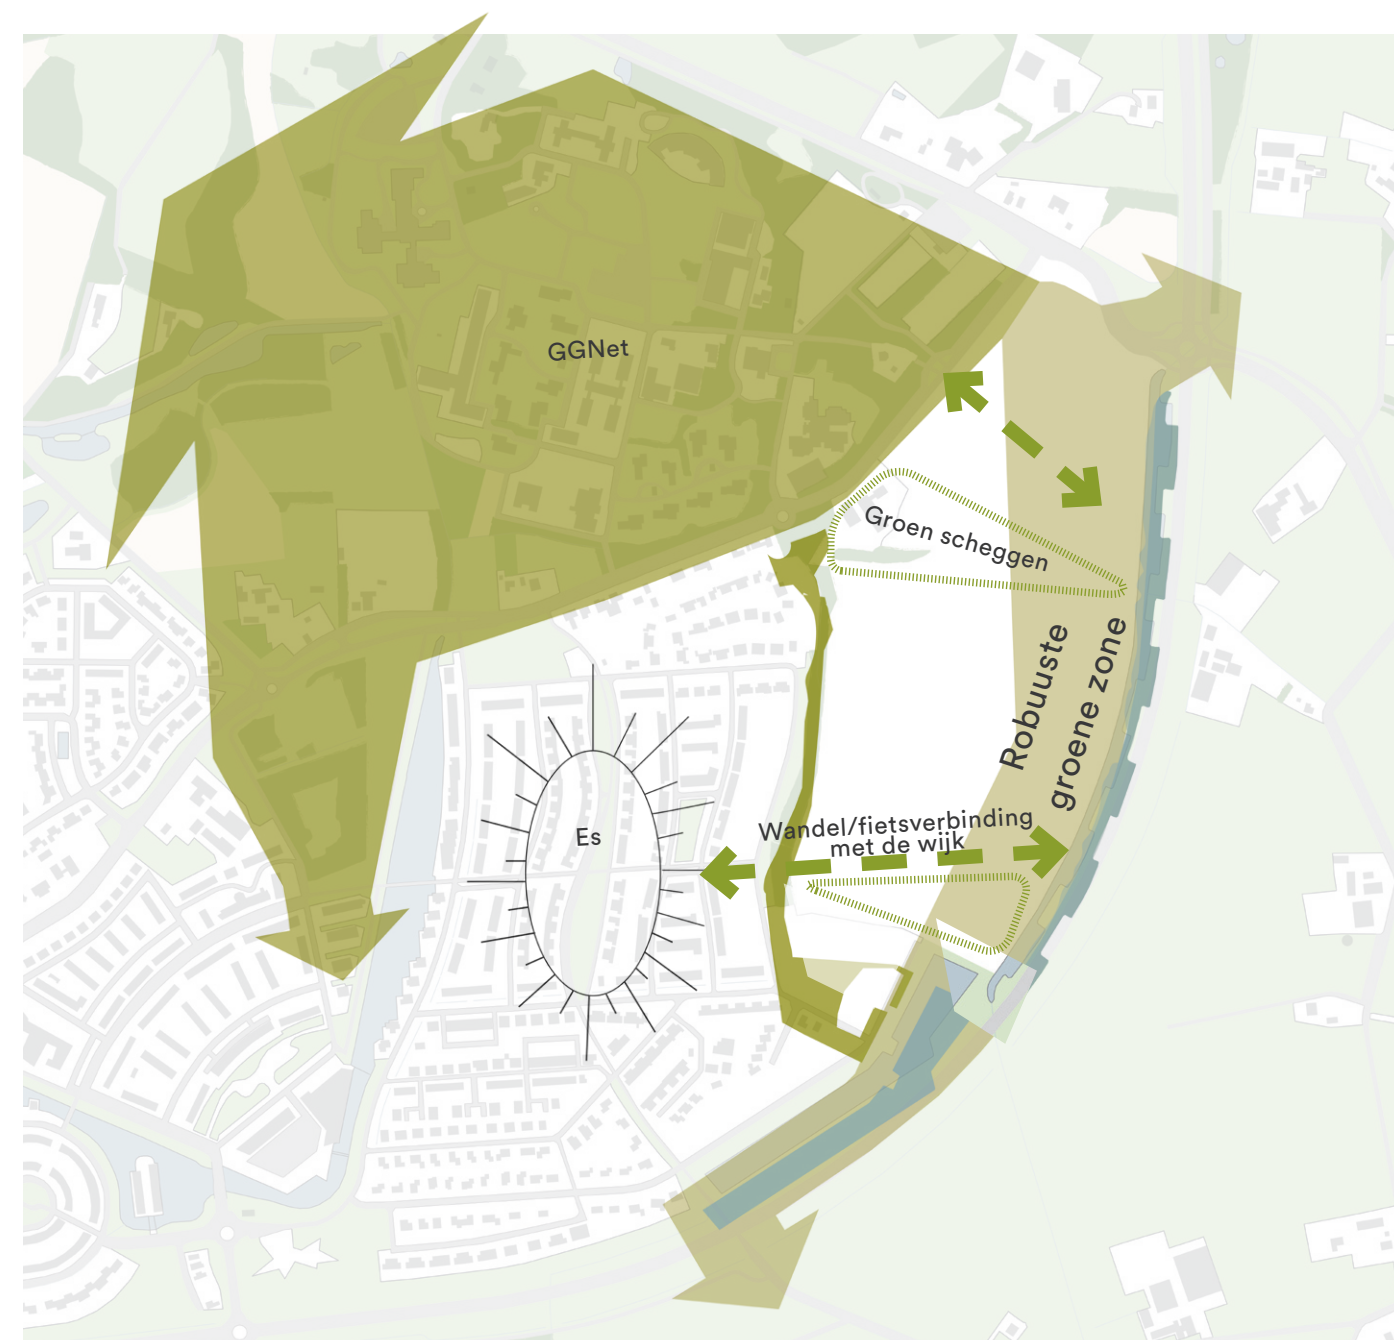 GGNet
Groen scheggen
Robuuste
groene zone
Wandel/fietsverbinding
met de wijk
Es